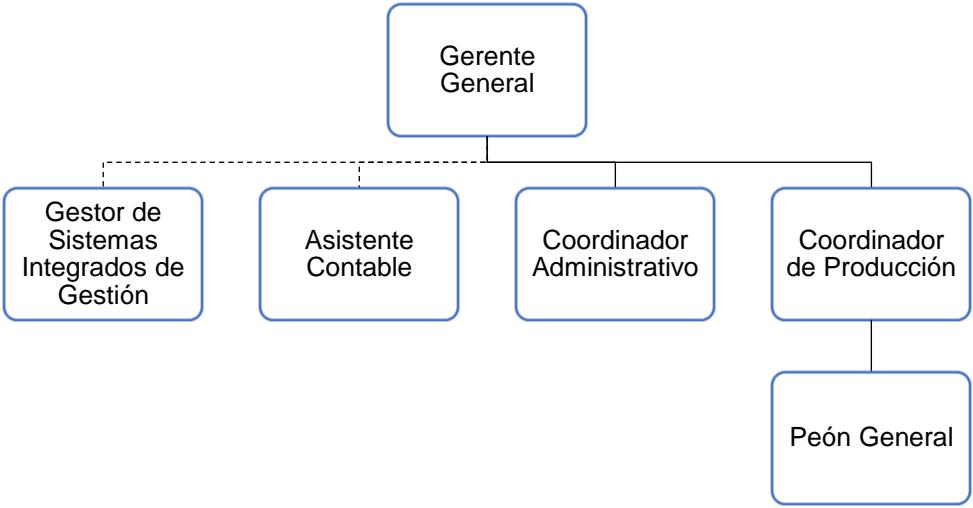 Gerente
General
Gestor de
Sistemas
Integrados de
Gestión
Asistente
Contable
Coordinador
Administrativo
Coordinador
de Producción
Peón General